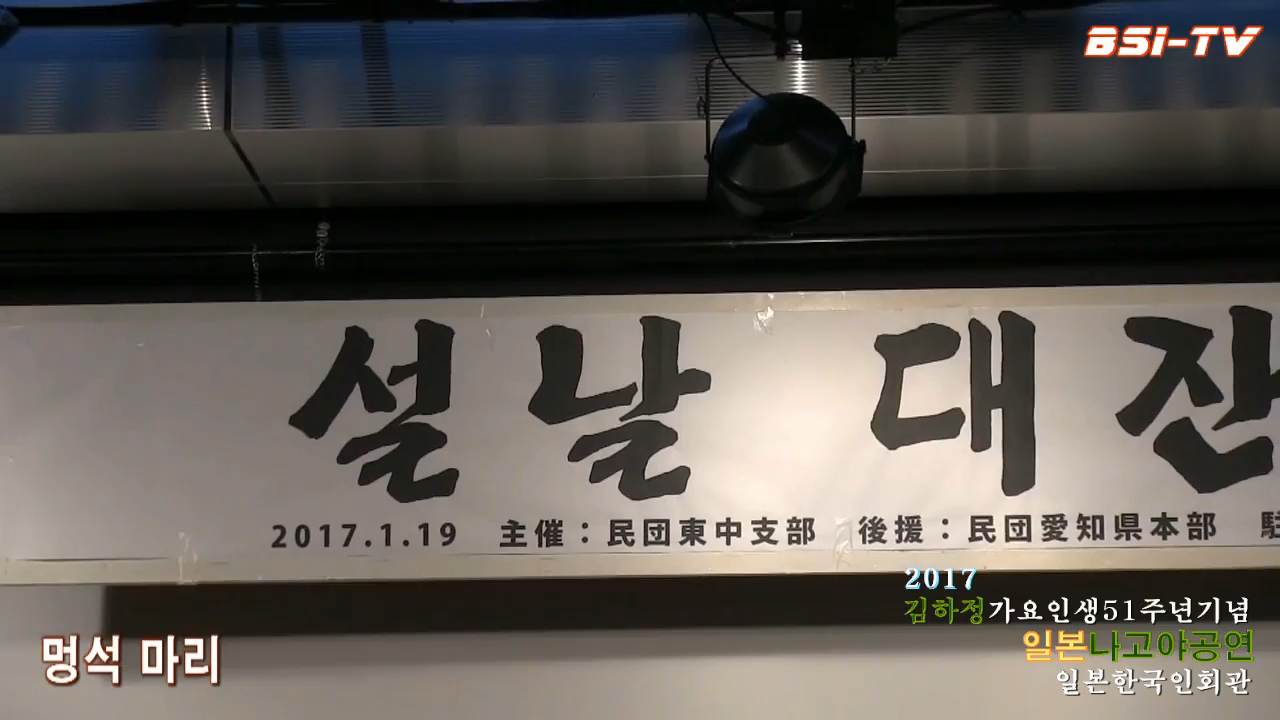 BSi-TV
설날 대잔
2017.1.19 主催：民団東中支部 後援：民団愛知県本部 駐
2017
김하정가요인생51주년기념
일본나고야공연
일본한국인회관
멍석 마리